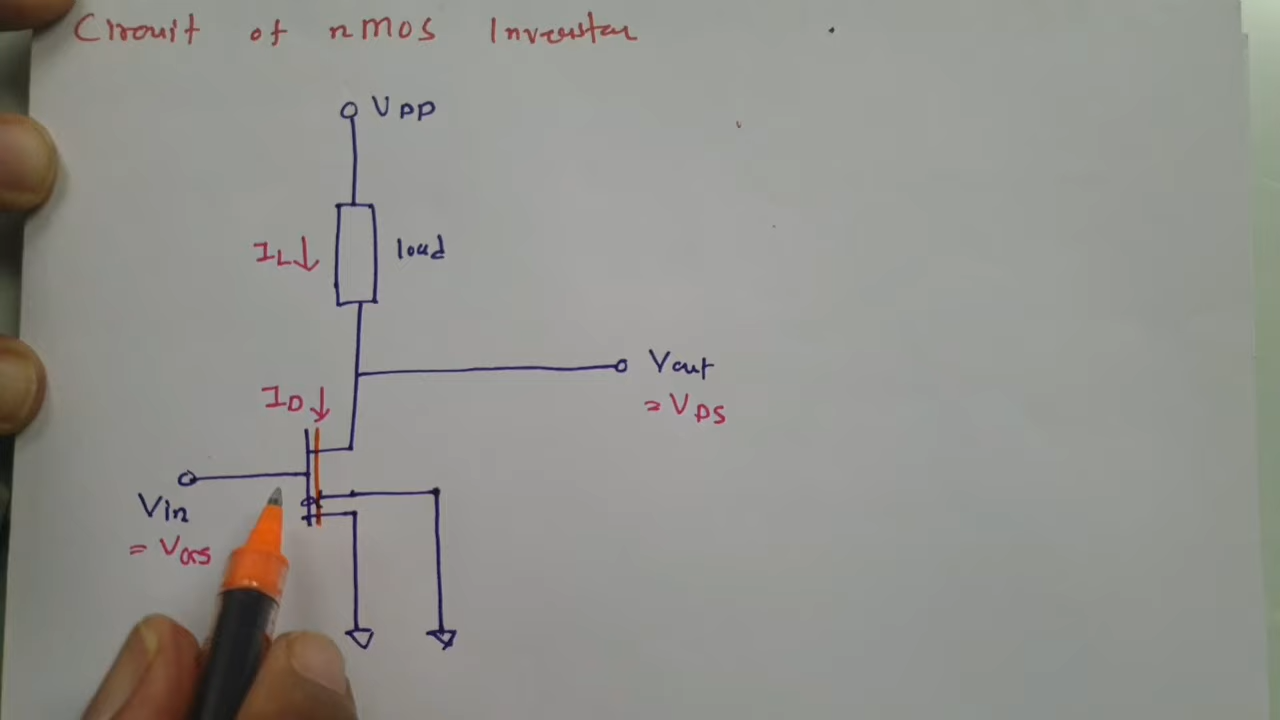 Circuit of nMOS Inverter
VDD
IL↓ load
ID↓ Vout
= VDS
Vin
= VGS